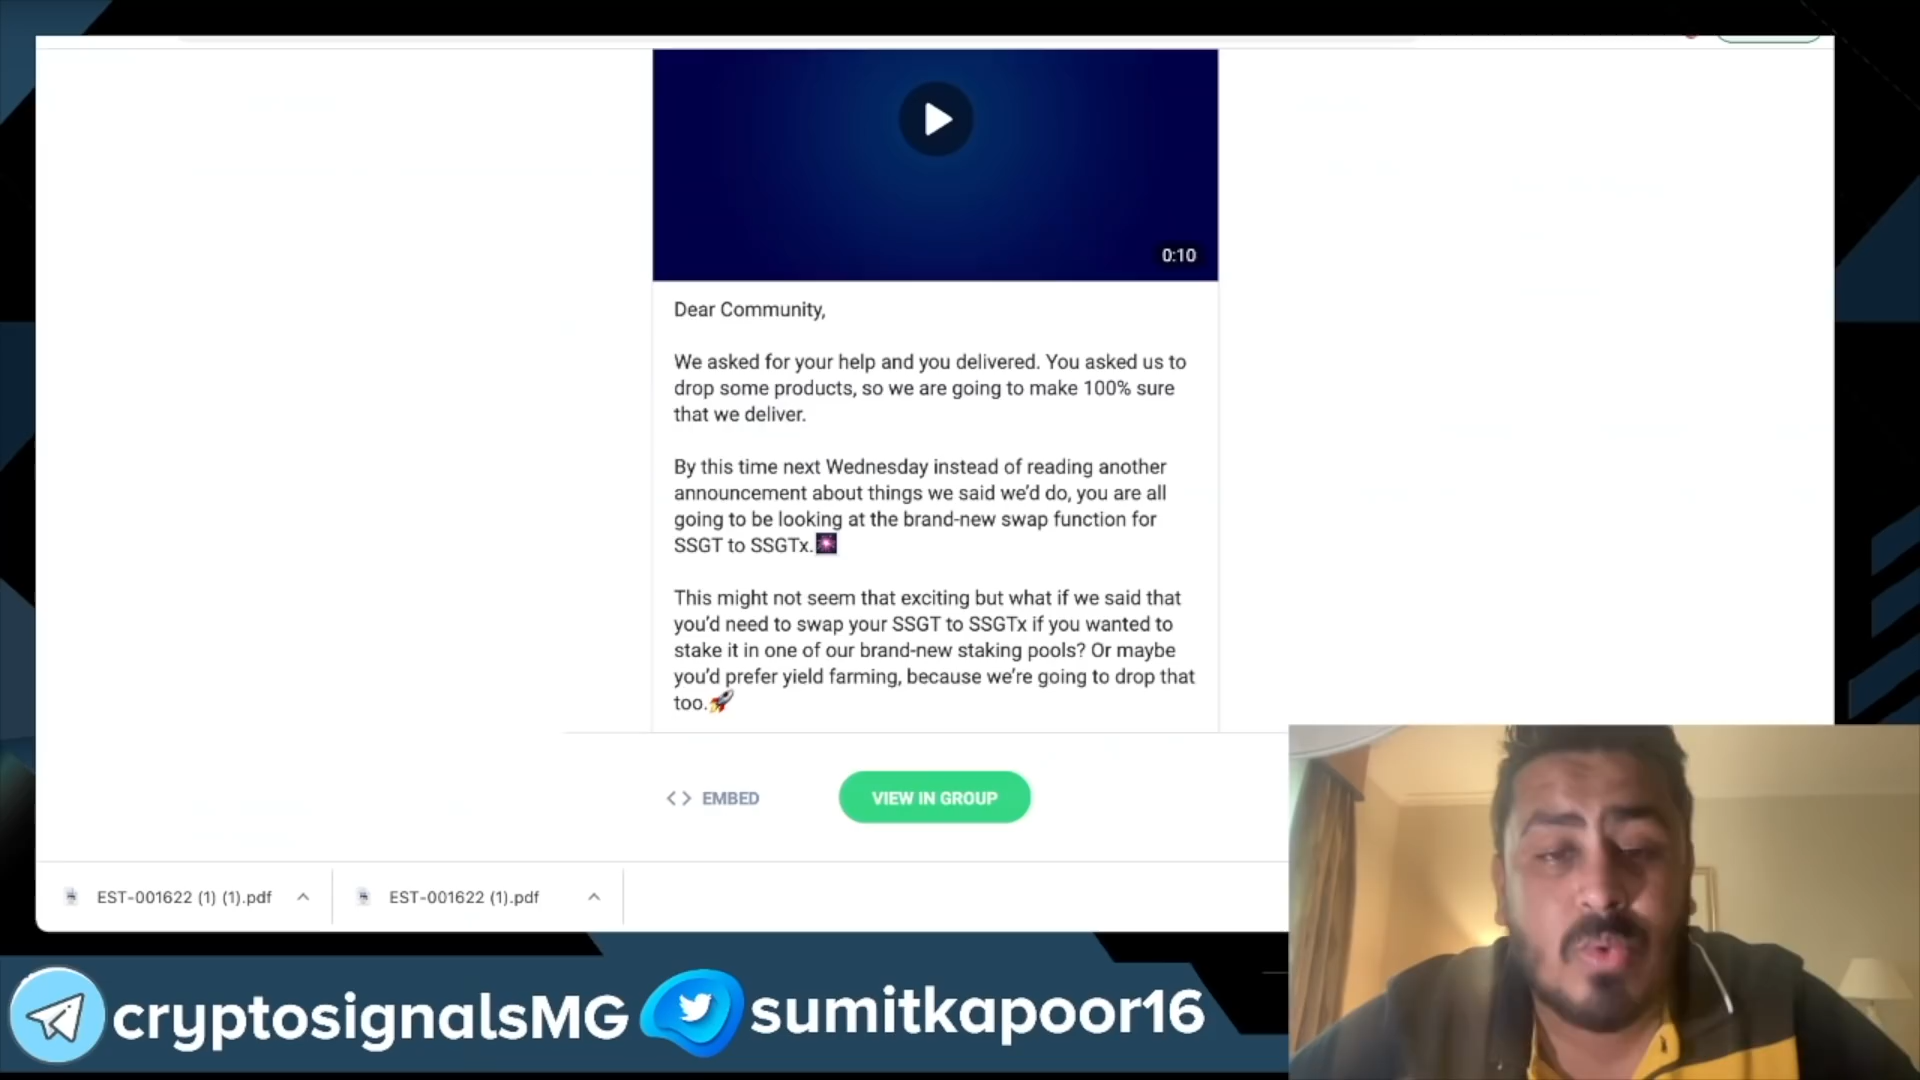 0:10
Dear Community,
We asked for your help and you delivered. You asked us to
drop some products, so we are going to make 100% sure
that we deliver.
By this time next Wednesday instead of reading another
announcement about things we said we'd do, you are all
going to be looking at the brand-new swap function for
SSGT to SSGTx.🎆
This might not seem that exciting but what if we said that
you'd need to swap your SSGT to SSGTx if you wanted to
stake it in one of our brand-new staking pools? Or maybe
you'd prefer yield farming, because we're going to drop that
too.🚀
<> EMBED
VIEW IN GROUP
EST-001622 (1) (1).pdf
EST-001622 (1).pdf
cryptosignalsMG
sumitkapoor16